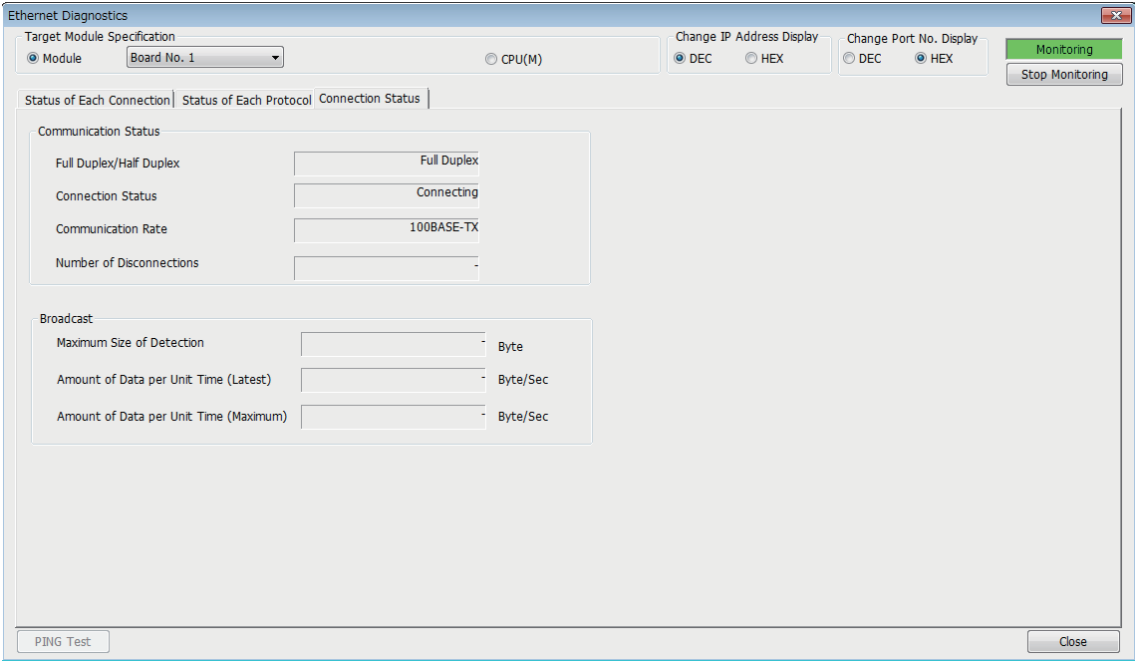 Ethernet Diagnostics
Target Module Specification
Module
Board No. 1
CPU(M)
Change IP Address Display
DEC
HEX
Change Port No. Display
DEC
HEX
Monitoring
Stop Monitoring
Status of Each Connection
Status of Each Protocol
Connection Status
Communication Status
Full Duplex/Half Duplex
Full Duplex
Connection Status
Connecting
Communication Rate
100BASE-TX
Number of Disconnections
-
Broadcast
Maximum Size of Detection
-
Byte
Amount of Data per Unit Time (Latest)
-
Byte/Sec
Amount of Data per Unit Time (Maximum)
-
Byte/Sec
PING Test
Close